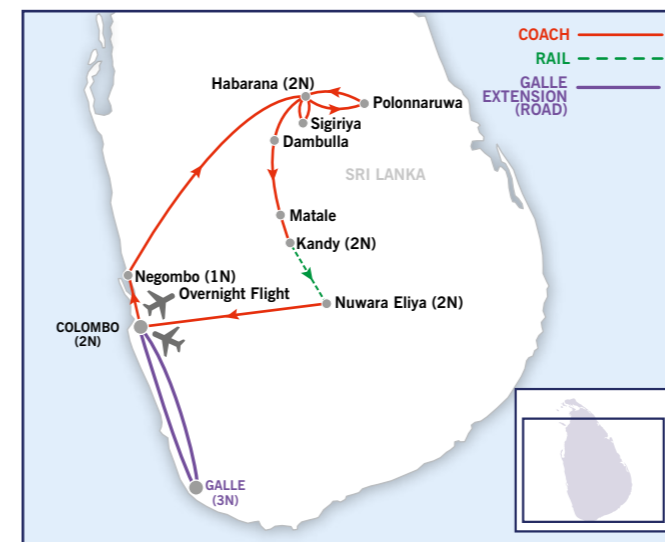 COACH
RAIL
GALLE
EXTENSION
(ROAD)
Habarana (2N)
Polonnaruwa
Sigiriya
Dambulla
SRI LANKA
Matale
Kandy (2N)
Negombo (1N)
Overnight Flight
Nuwara Eliya (2N)
COLOMBO
(2N)
GALLE
(3N)